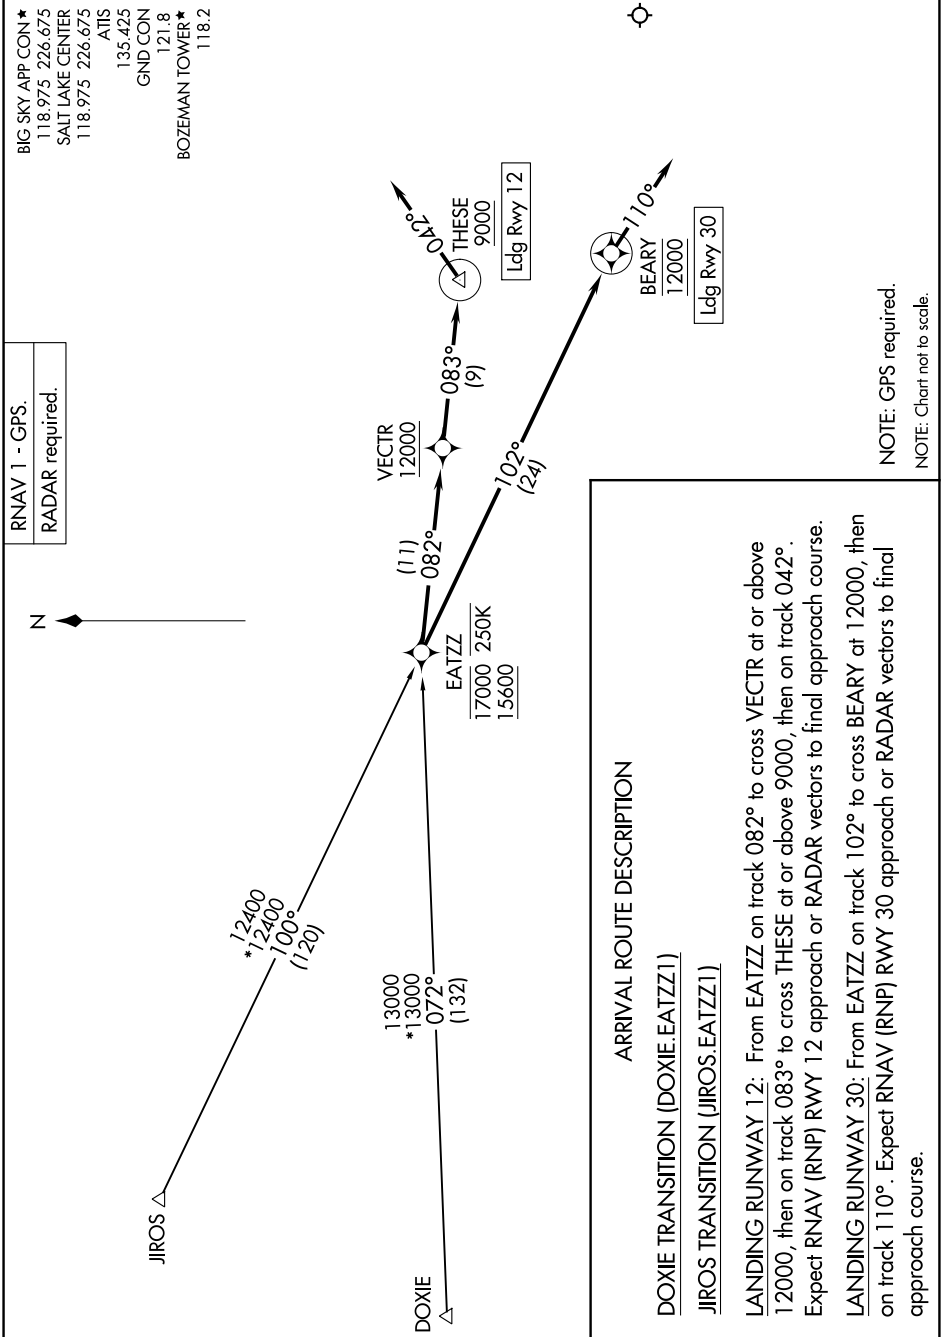 BIG SKY APP CON★
118.975 226.675
SALT LAKE CENTER
118.975 226.675
ATIS
135.425
GND CON
121.8
BOZEMAN TOWER★
118.2
RNAV 1 - GPS.
RADAR required.
N
JIROS
12400
*12400
100°
(120)
DOXIE
13000
*13000
072°
(132)
EATZZ
17000 250K
15600
(11)
082°
VECTR
12000
083°
(9)
042°
THESE
9000
Ldg Rwy 12
102°
(24)
110°
BEARY
12000
Ldg Rwy 30
NOTE: GPS required.
NOTE: Chart not to scale.
ARRIVAL ROUTE DESCRIPTION
DOXIE TRANSITION (DOXIE.EATZZ1)
JIROS TRANSITION (JIROS.EATZZ1)
LANDING RUNWAY 12: From EATZZ on track 082° to cross VECTR at or above
12000, then on track 083° to cross THESE at or above 9000, then on track 042°.
Expect RNAV (RNP) RWY 12 approach or RADAR vectors to final approach course.
LANDING RUNWAY 30: From EATZZ on track 102° to cross BEARY at 12000, then
on track 110°. Expect RNAV (RNP) RWY 30 approach or RADAR vectors to final
approach course.